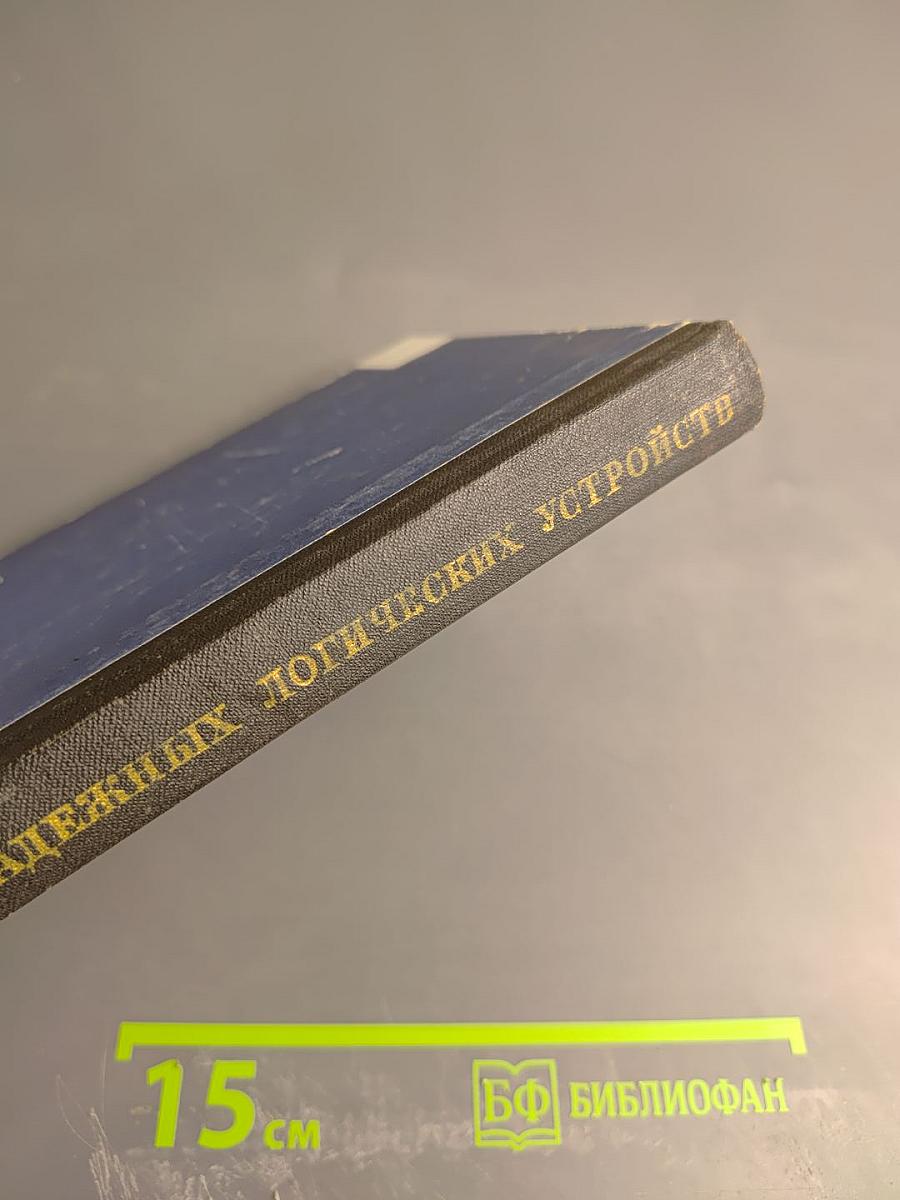 АДЕЖНЫХ ЛОГИЧЕСКИХ УСТРОЙСТВ
15 см
БФ БИБЛИОФАН